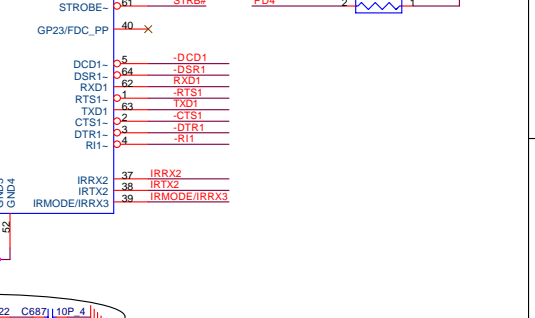 STROBE~ 61 STRB# PD4 2 1
GP23/FDC_PP 40
DCD1~ 5 -DCD1
DSR1~ 64 -DSR1
RXD1 62 RXD1
RTS1~ 1 -RTS1
TXD1 63 TXD1
CTS1~ 2 -CTS1
DTR1~ 3 -DTR1
RI1~ 4 -RI1
IRRX2 37 IRRX2
IRTX2 38 IRTX2
IRMODE/IRRX3 39 IRMODE/IRRX3
GND3
GND4
52
22 C687 10P_4